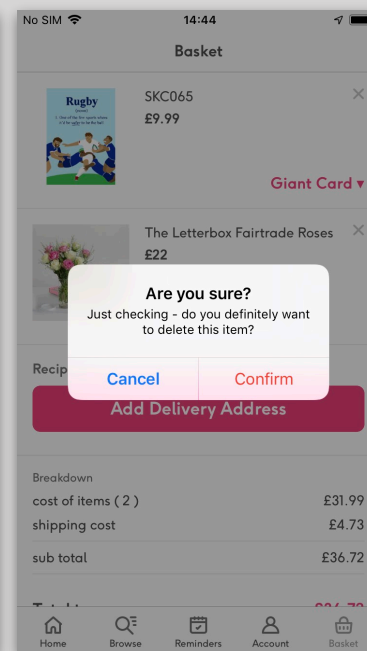 No SIM 14:44
Basket
SKC065
£9.99
Rugby
Giant Card
The Letterbox Fairtrade Roses
£22
Are you sure?
Just checking - do you definitely want
to delete this item?
Cancel Confirm
Recip
Add Delivery Address
Breakdown
cost of items ( 2 ) £31.99
shipping cost £4.73
sub total £36.72
Home Browse Reminders Account Basket